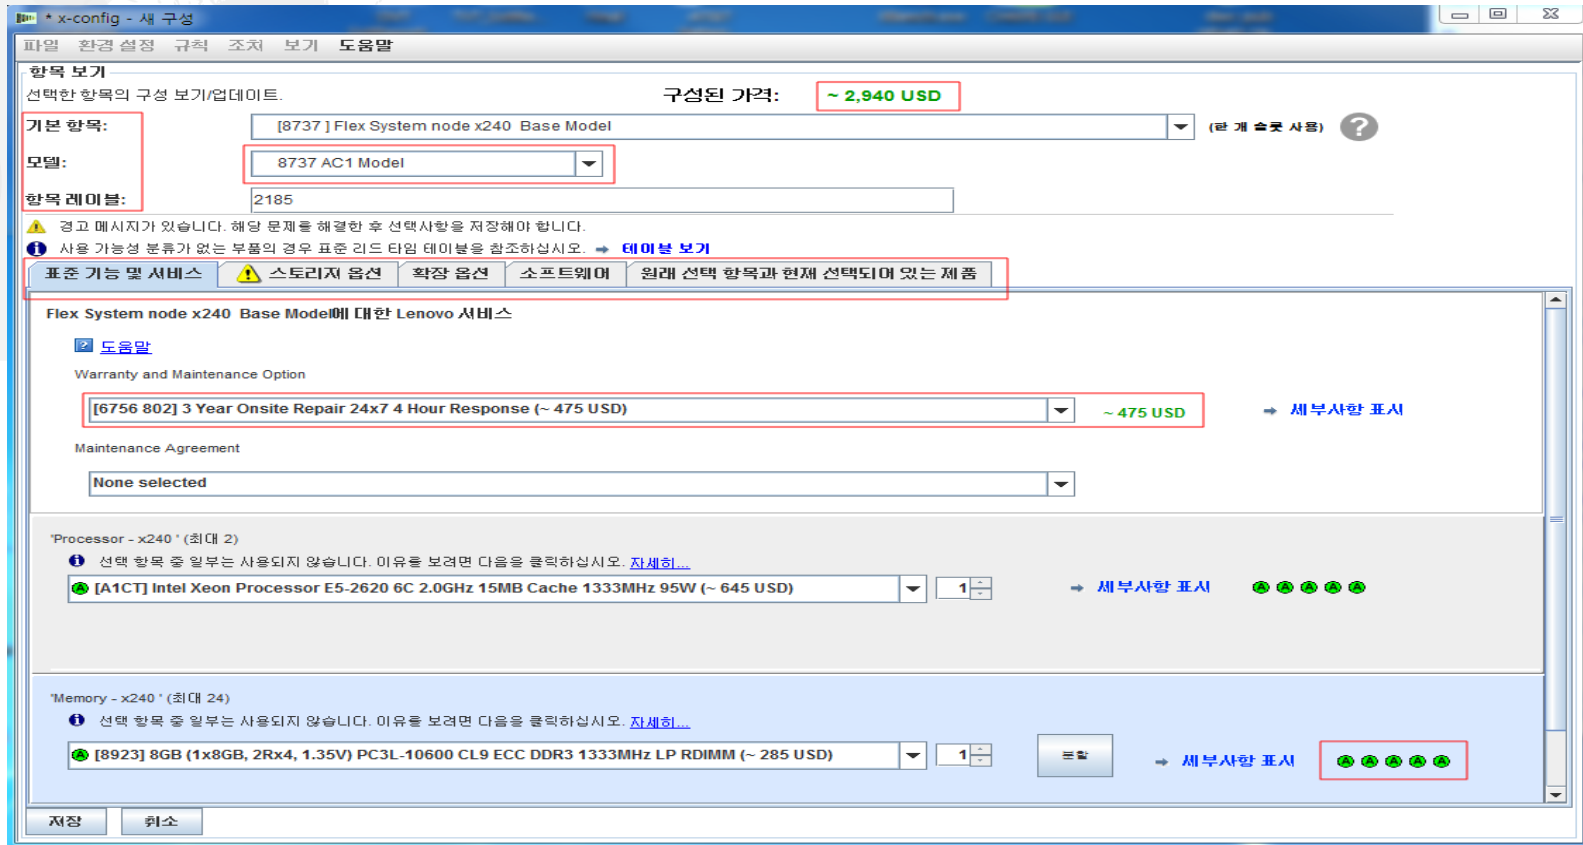 * x-config - 새 구성
파일 환경 설정 규칙 조치 보기 도움말
항목 보기
선택한 항목의 구성 보기/업데이트. 구성된 가격: ~ 2,940 USD
기본 항목: [8737 ] Flex System node x240 Base Model (한 개 슬롯 사용) ?
모델: 8737 AC1 Model
항목 레이블: 2185
경고 메시지가 있습니다. 해당 문제를 해결한 후 선택사항을 저장해야 합니다.
사용 가능성 분류가 없는 부품의 경우 표준 리드 타임 테이블을 참조하십시오. 테이블 보기
표준 기능 및 서비스 스토리지 옵션 확장 옵션 소프트웨어 원래 선택 항목과 현재 선택되어 있는 제품
Flex System node x240 Base Model에 대한 Lenovo 서비스
도움말
Warranty and Maintenance Option
[6756 802] 3 Year Onsite Repair 24x7 4 Hour Response (~ 475 USD) ~ 475 USD 세부사항 표시
Maintenance Agreement
None selected
'Processor - x240 ' (최대 2)
선택 항목 중 일부는 사용되지 않습니다. 이유를 보려면 다음을 클릭하십시오. 자세히...
A [A1CT] Intel Xeon Processor E5-2620 6C 2.0GHz 15MB Cache 1333MHz 95W (~ 645 USD) 1 세부사항 표시 A A A A A
'Memory - x240 ' (최대 24)
선택 항목 중 일부는 사용되지 않습니다. 이유를 보려면 다음을 클릭하십시오. 자세히...
A [8923] 8GB (1x8GB, 2Rx4, 1.35V) PC3L-10600 CL9 ECC DDR3 1333MHz LP RDIMM (~ 285 USD) 1 분할 세부사항 표시 A A A A A
저장 취소